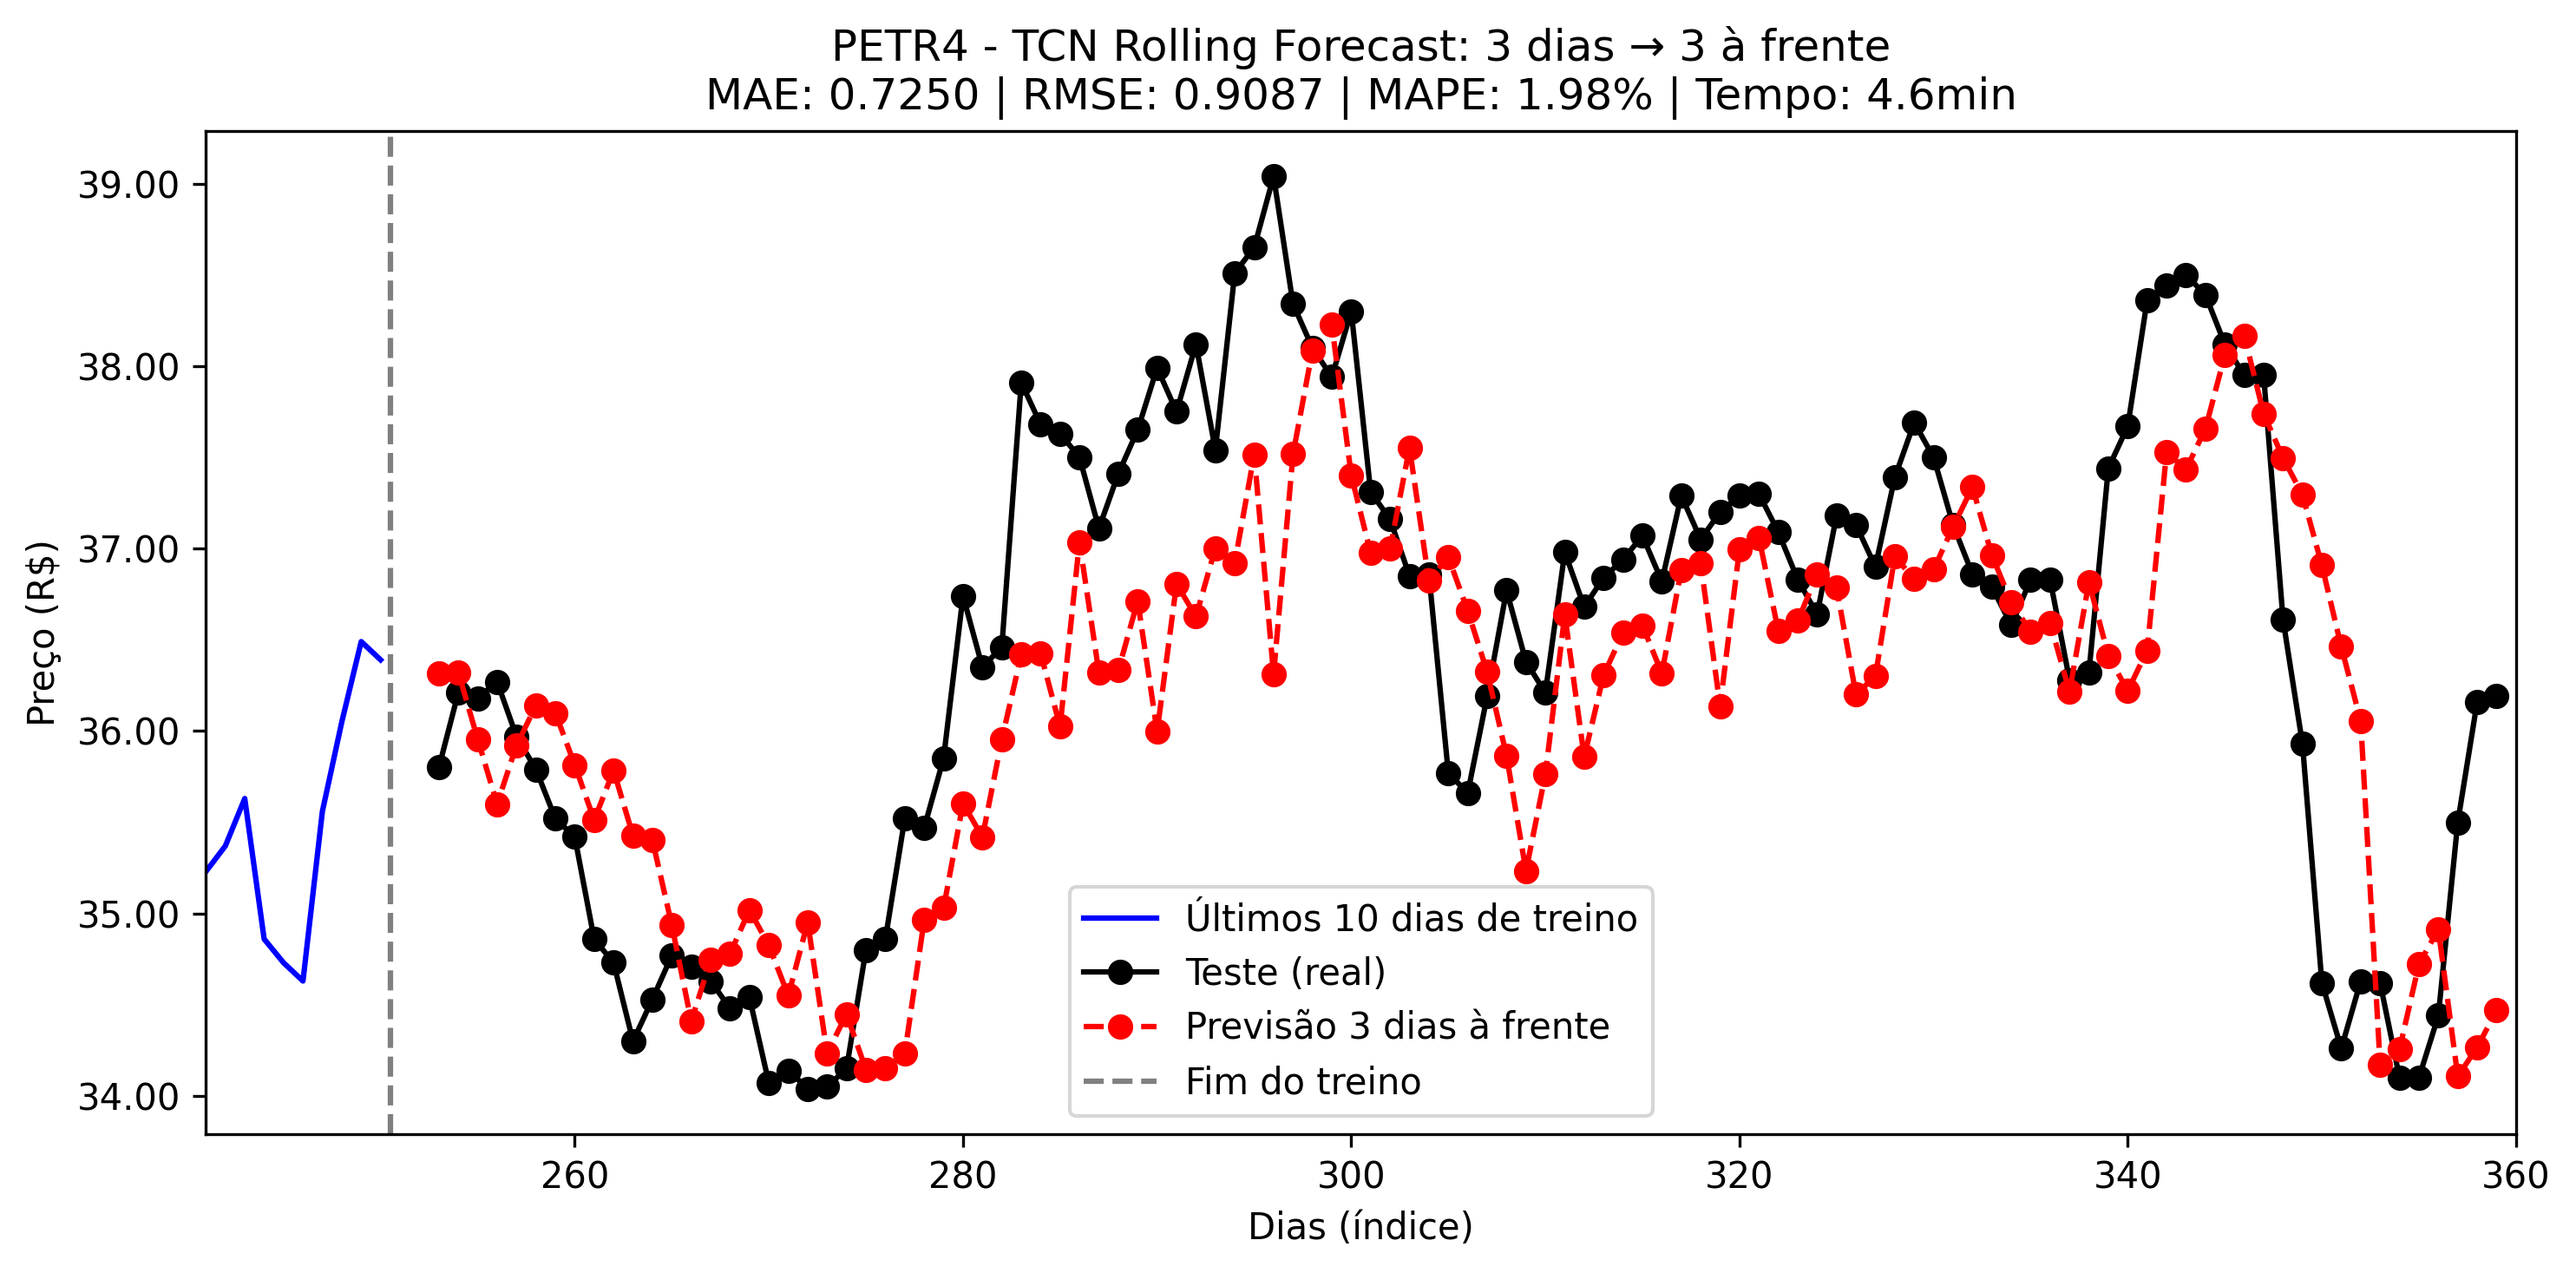 PETR4 - TCN Rolling Forecast: 3 dias → 3 à frente
MAE: 0.7250 | RMSE: 0.9087 | MAPE: 1.98% | Tempo: 4.6min
39.00
38.00
37.00
36.00
35.00
34.00
Preço (R$)
Últimos 10 dias de treino
Teste (real)
Previsão 3 dias à frente
Fim do treino
260
280
300
320
340
360
Dias (índice)